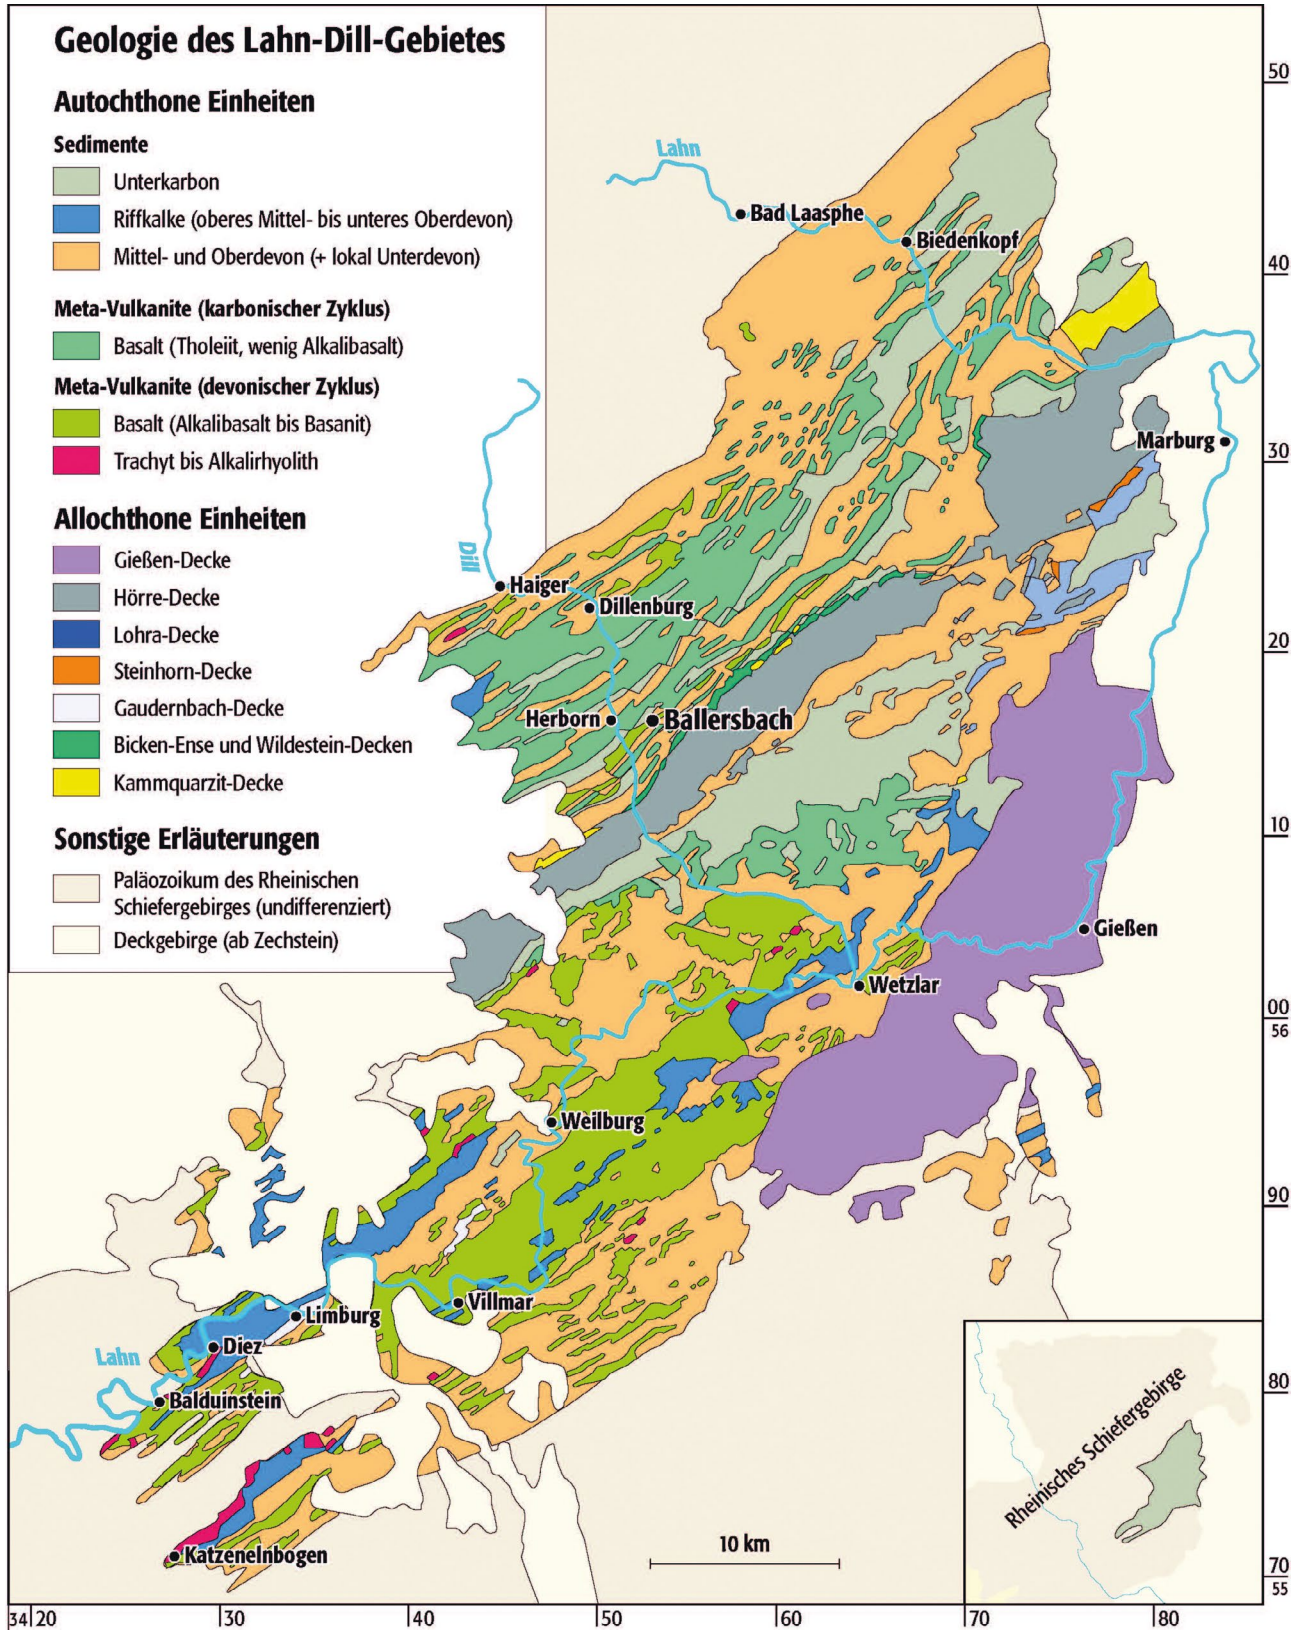 Geologie des Lahn-Dill-Gebietes
Autochthone Einheiten
Sedimente
Unterkarbon
Riffkalke (oberes Mittel- bis unteres Oberdevon)
Mittel- und Oberdevon (+ lokal Unterdevon)
Meta-Vulkanite (karbonischer Zyklus)
Basalt (Tholeiit, wenig Alkalibasalt)
Meta-Vulkanite (devonischer Zyklus)
Basalt (Alkalibasalt bis Basanit)
Trachyt bis Alkalirhyolith
Allochthone Einheiten
Gießen-Decke
Hörre-Decke
Lohra-Decke
Steinhorn-Decke
Gaudernbach-Decke
Bicken-Ense und Wildestein-Decken
Kammquarzit-Decke
Sonstige Erläuterungen
Paläozoikum des Rheinischen
Schiefergebirges (undifferenziert)
Deckgebirge (ab Zechstein)
Lahn
Bad Laasphe
Biedenkopf
Marburg
Dill
Haiger
Dillenburg
Herborn
Ballersbach
Gießen
Wetzlar
Weilburg
Villmar
Limburg
Diez
Lahn
Balduinstein
Katzenelnbogen
10 km
Rheinisches Schiefergebirge
50
40
30
20
10
00
56
90
80
70
55
34|20
30
40
50
60
70
80